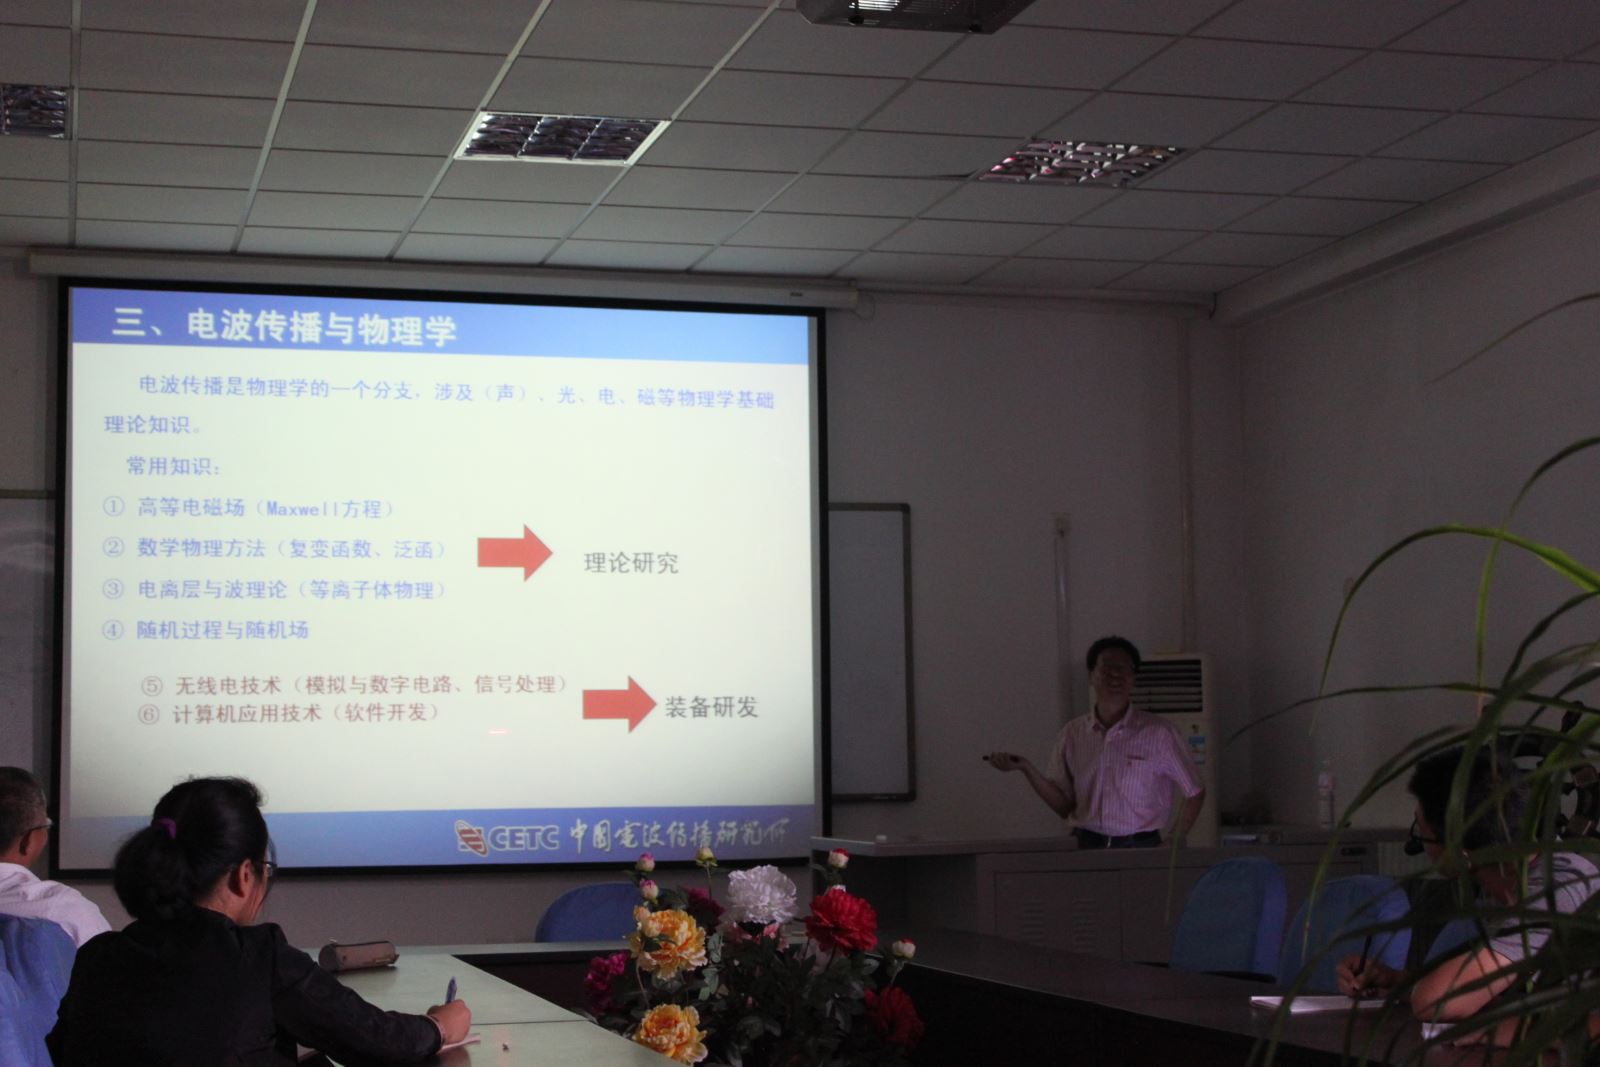 三、电波传播与物理学
电波传播是物理学的一个分支，涉及（声）、光、电、磁等物理学基础
理论知识。
常用知识：
① 高等电磁场（Maxwell方程）
② 数学物理方法（复变函数、泛函）
③ 电离层与波理论（等离子体物理）
④ 随机过程与随机场
理论研究
⑤ 无线电技术（模拟与数字电路、信号处理）
⑥ 计算机应用技术（软件开发）
装备研发
CETC 中国电波传播研究所